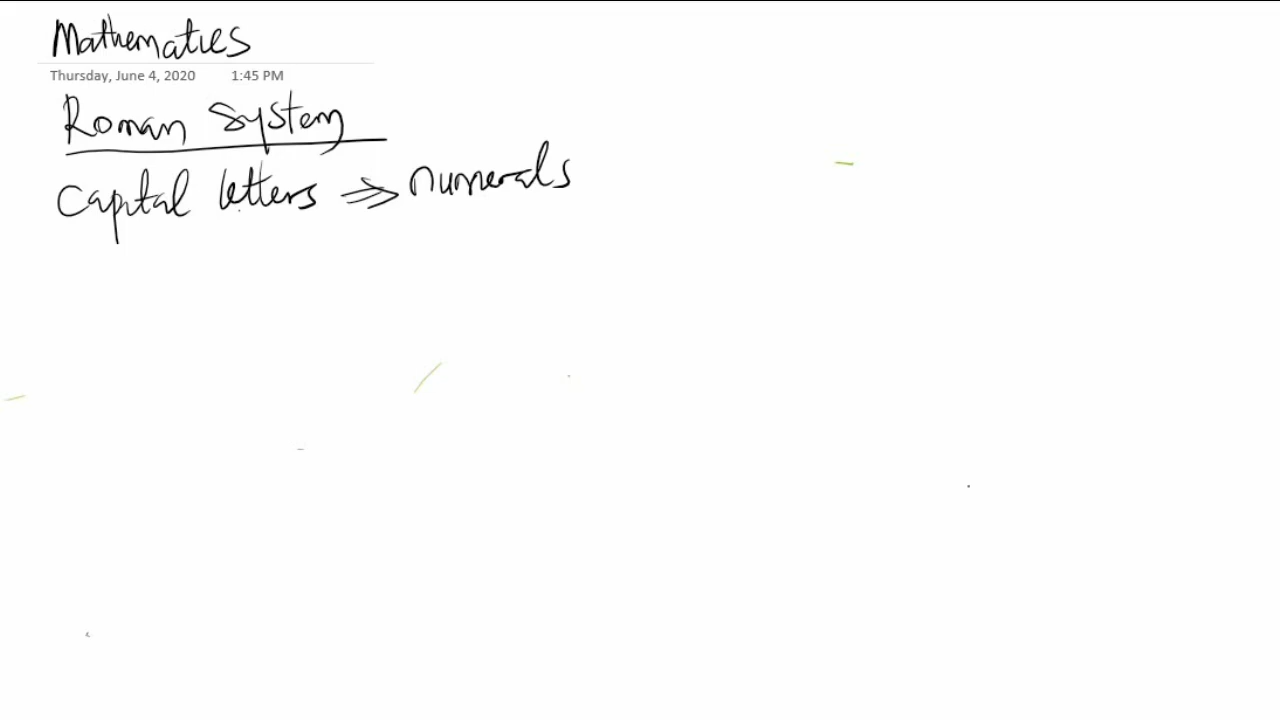 Mathematics
Thursday, June 4, 2020 1:45 PM
Roman System
Capital letters ⇒ numerals